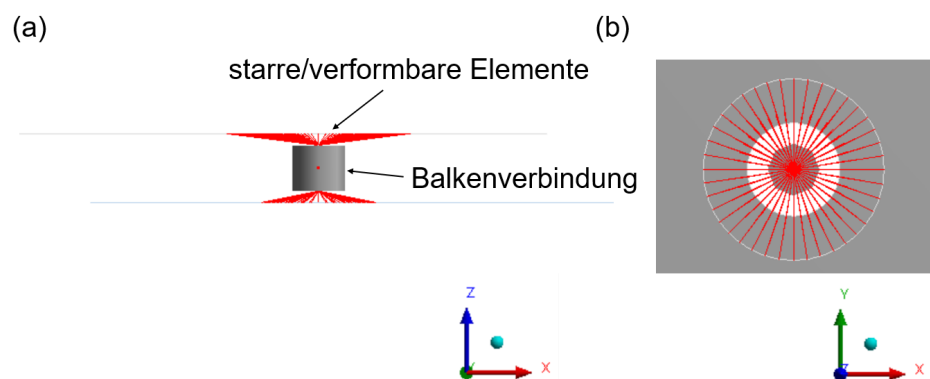 (a)
(b)
starre/verformbare Elemente
Balkenverbindung
Z
Y
X
Y
Z
X